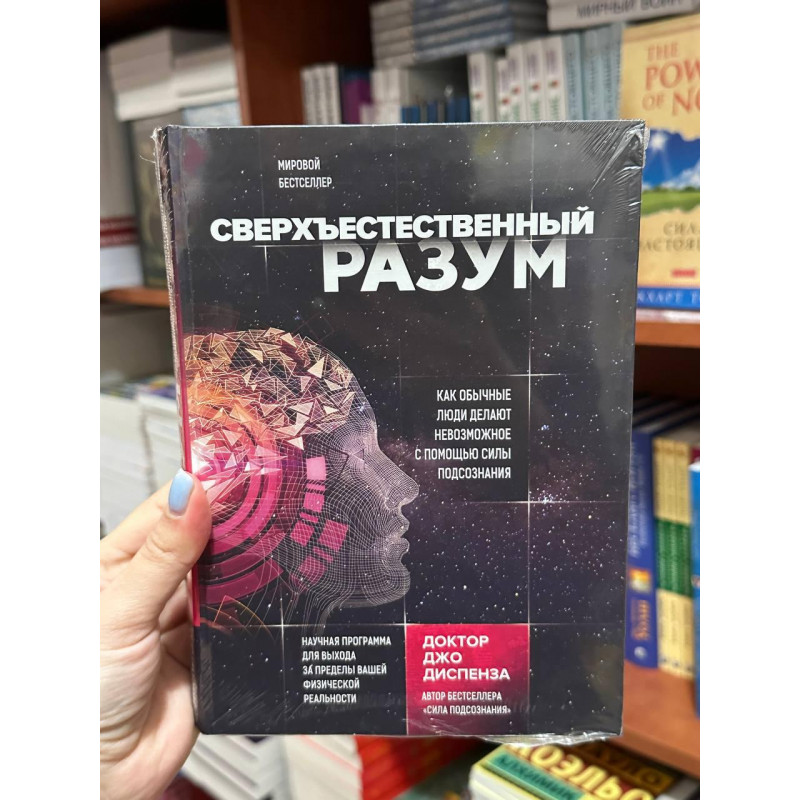 МИРОВОЙ
БЕСТСЕЛЛЕР
СВЕРХЪЕСТЕСТВЕННЫЙ
РАЗУМ
КАК ОБЫЧНЫЕ
ЛЮДИ ДЕЛАЮТ
НЕВОЗМОЖНОЕ
С ПОМОЩЬЮ СИЛЫ
ПОДСОЗНАНИЯ
НАУЧНАЯ ПРОГРАММА
ДЛЯ ВЫХОДА
ЗА ПРЕДЕЛЫ ВАШЕЙ
ФИЗИЧЕСКОЙ
РЕАЛЬНОСТИ
ДОКТОР
ДЖО
ДИСПЕНЗА
АВТОР БЕСТСЕЛЛЕРА
«СИЛА ПОДСОЗНАНИЯ»
THE
POW
OF NO